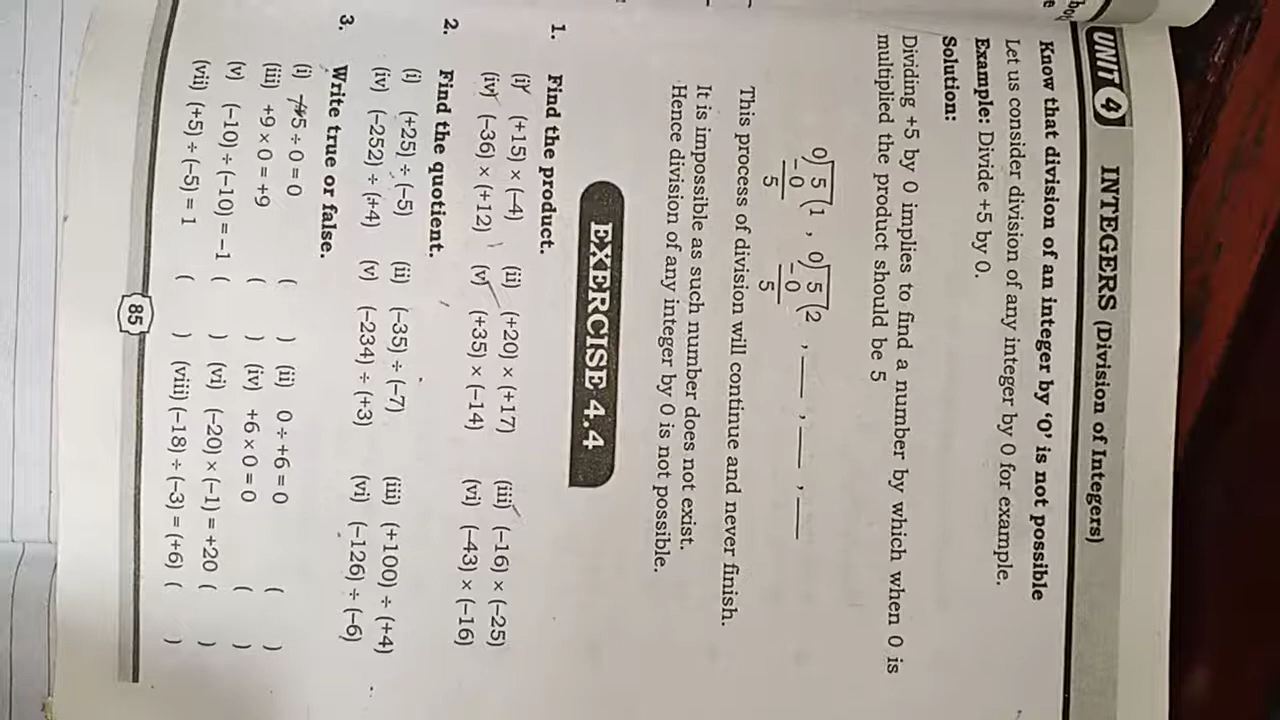 UNIT 4 INTEGERS (Division of Integers)
Know that division of an integer by ‘0’ is not possible
Let us consider division of any integer by 0 for example.
Example: Divide +5 by 0.
Solution:
Dividing +5 by 0 implies to find a number by which when 0 is
multiplied the product should be 5
0) 5 (1 , 0) 5 (2 , ___ , ___ , ___
–0 –0
5 5
This process of division will continue and never finish.
It is impossible as such number does not exist.
Hence division of any integer by 0 is not possible.
EXERCISE 4.4
1. Find the product.
(i) (+15) × (–4) (ii) (+20) × (+17) (iii) (–16) × (–25)
(iv) (–36) × (+12) (v) (+35) × (–14) (vi) (–43) × (–16)
2. Find the quotient.
(i) (+25) ÷ (–5) (ii) (–35) ÷ (–7) (iii) (+100) ÷ (+4)
(iv) (–252) ÷ (+4) (v) (–234) ÷ (+3) (vi) (–126) ÷ (–6)
3. Write true or false.
(i) 5 ÷ 0 = 0 ( ) (ii) 0 ÷ +6 = 0 ( )
(iii) +9 × 0 = +9 ( ) (iv) +6 × 0 = 0 ( )
(v) (–10) ÷ (–10) = –1 ( ) (vi) (–20) × (–1) = +20 ( )
(vii) (+5) ÷ (–5) = 1 ( ) (viii) (–18) ÷ (–3) = (+6) ( )
85